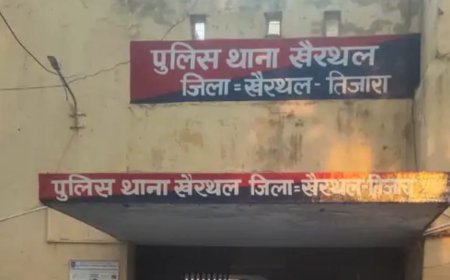 पुलिस थाना खैरथल
जिला = खैरथल - तिजारा
पुलिस थाना खैरथल जिला=खैरथल-तिजारा